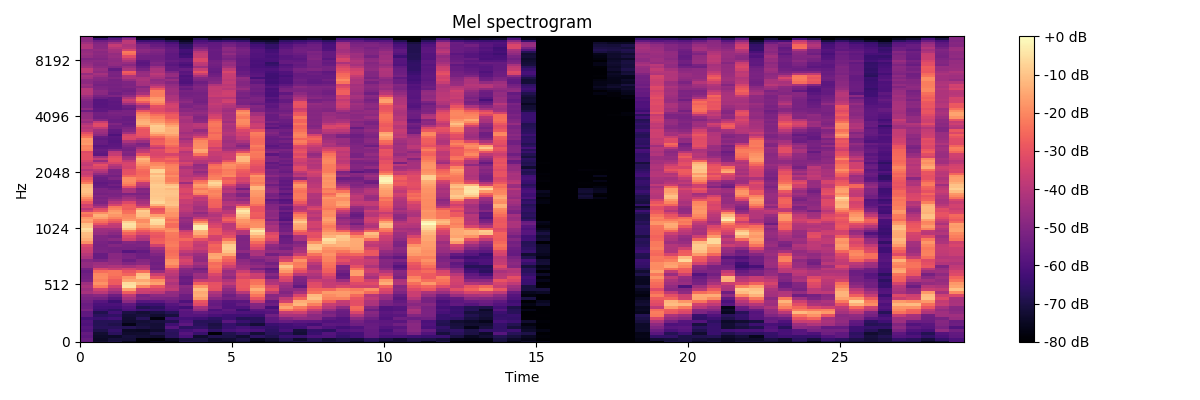 Mel spectrogram
Hz
8192
4096
2048
1024
512
0
0 5 10 15 20 25
Time
+0 dB
-10 dB
-20 dB
-30 dB
-40 dB
-50 dB
-60 dB
-70 dB
-80 dB